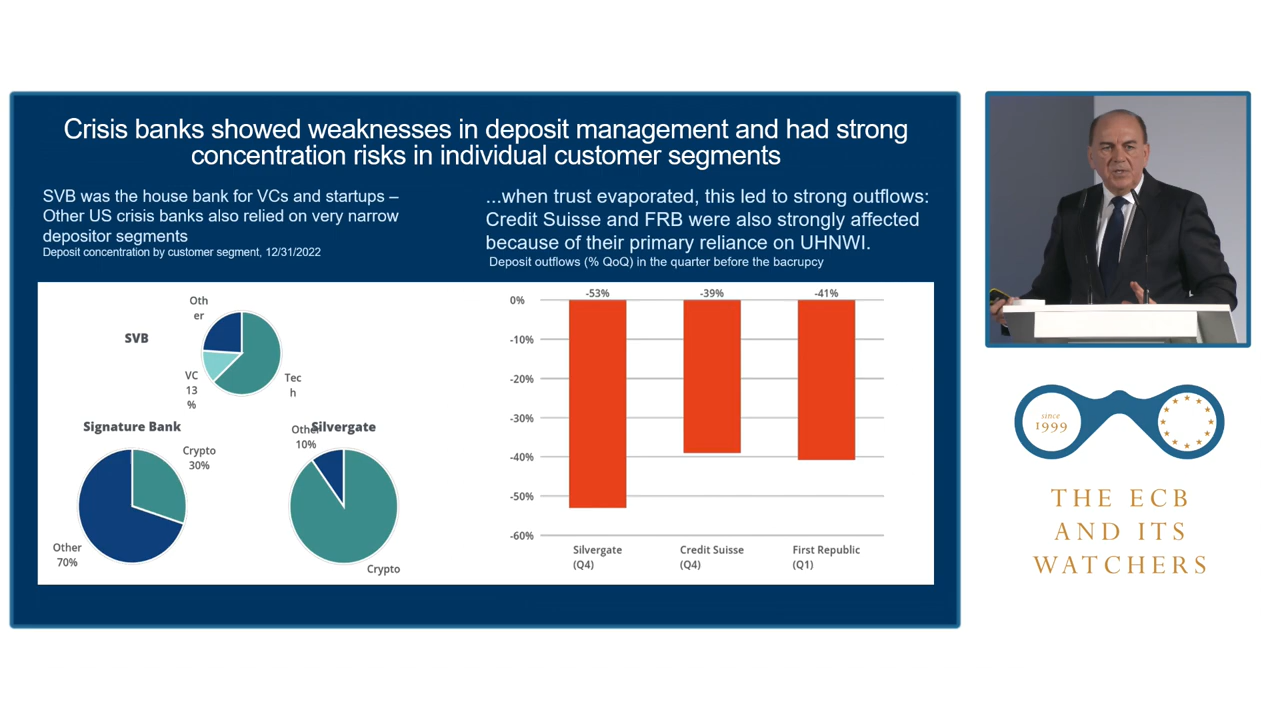 Crisis banks showed weaknesses in deposit management and had strong
concentration risks in individual customer segments
SVB was the house bank for VCs and startups –
Other US crisis banks also relied on very narrow
depositor segments
Deposit concentration by customer segment, 12/31/2022
SVB
Oth
er
VC
13
%
Tec
h
Signature Bank
Crypto
30%
Other
70%
Silvergate
Other
10%
Crypto
...when trust evaporated, this led to strong outflows:
Credit Suisse and FRB were also strongly affected
because of their primary reliance on UHNWI.
Deposit outflows (% QoQ) in the quarter before the bacrupcy
-53%
-39%
-41%
0%
-10%
-20%
-30%
-40%
-50%
-60%
Silvergate
(Q4)
Credit Suisse
(Q4)
First Republic
(Q1)
since
1999
THE ECB
AND ITS
WATCHERS